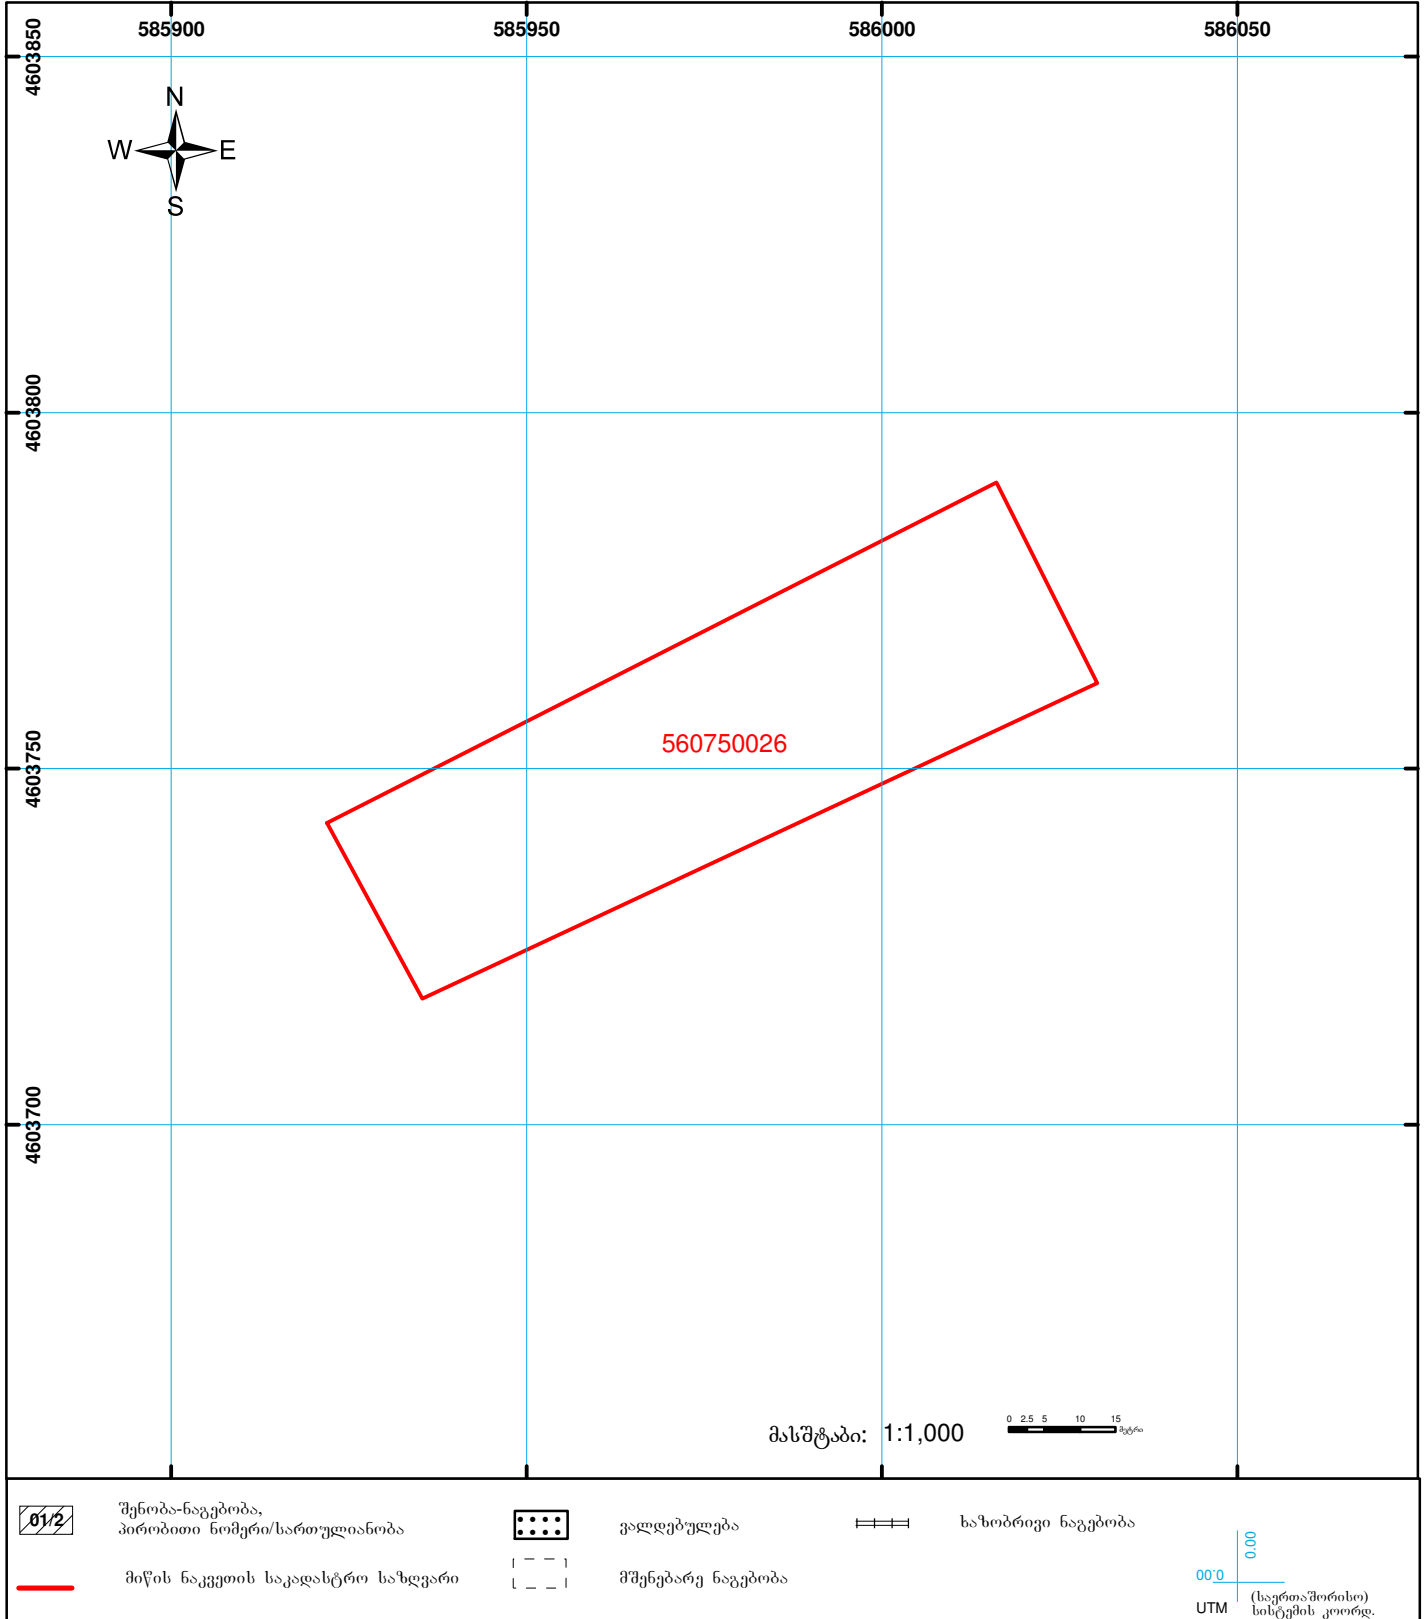 585900 585950 586000 586050
4603850
N
W E
S
4603800
560750026
4603750
4603700
მასშტაბი: 1:1,000
0 2.5 5 10 15
მეტრი
01/2
შენობა-ნაგებობა,
პირობითი ნომერი/სართულიანობა
ვალდებულება
ხაზობრივი ნაგებობა
მიწის ნაკვეთის საკადასტრო საზღვარი
მშენებარე ნაგებობა
0.00
00.0
UTM
(საერთაშორისო)
სისტემის კოორდ.